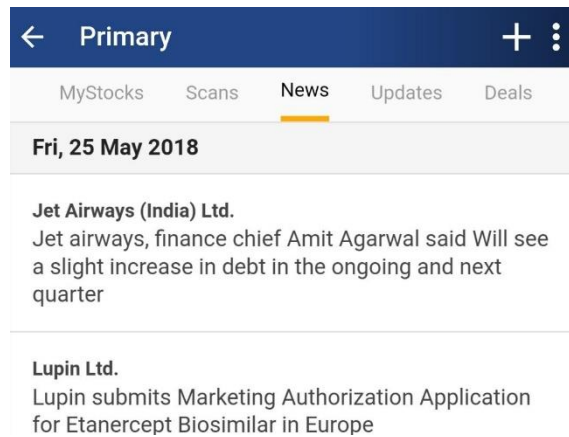 Primary
MyStocks Scans News Updates Deals
Fri, 25 May 2018
Jet Airways (India) Ltd.
Jet airways, finance chief Amit Agarwal said Will see
a slight increase in debt in the ongoing and next
quarter
Lupin Ltd.
Lupin submits Marketing Authorization Application
for Etanercept Biosimilar in Europe